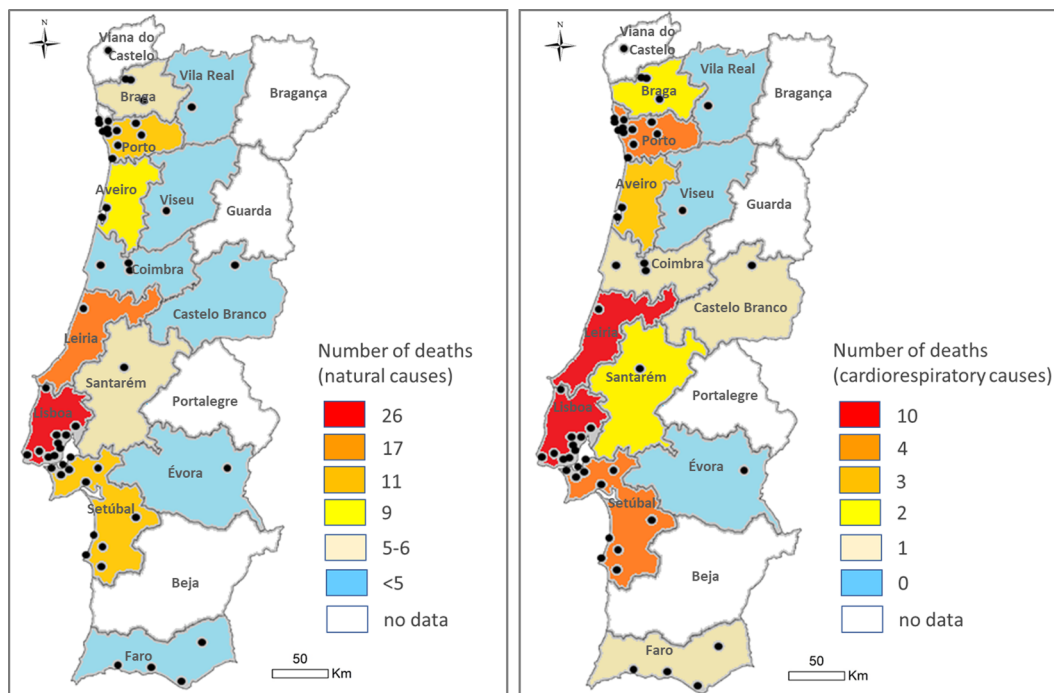 N
Viana do
Castelo
Braga
Vila Real
Bragança
Porto
Aveiro
Viseu
Guarda
Coimbra
Castelo Branco
Leiria
Santarém
Portalegre
Lisboa
Évora
Setúbal
Beja
Faro
Number of deaths
(natural causes)
26
17
11
9
5-6
<5
no data
50
Km
N
Viana do
Castelo
Braga
Vila Real
Bragança
Porto
Aveiro
Viseu
Guarda
Coimbra
Castelo Branco
Leiria
Santarém
Portalegre
Lisboa
Évora
Setúbal
Beja
Faro
Number of deaths
(cardiorespiratory causes)
10
4
3
2
1
0
no data
50
Km